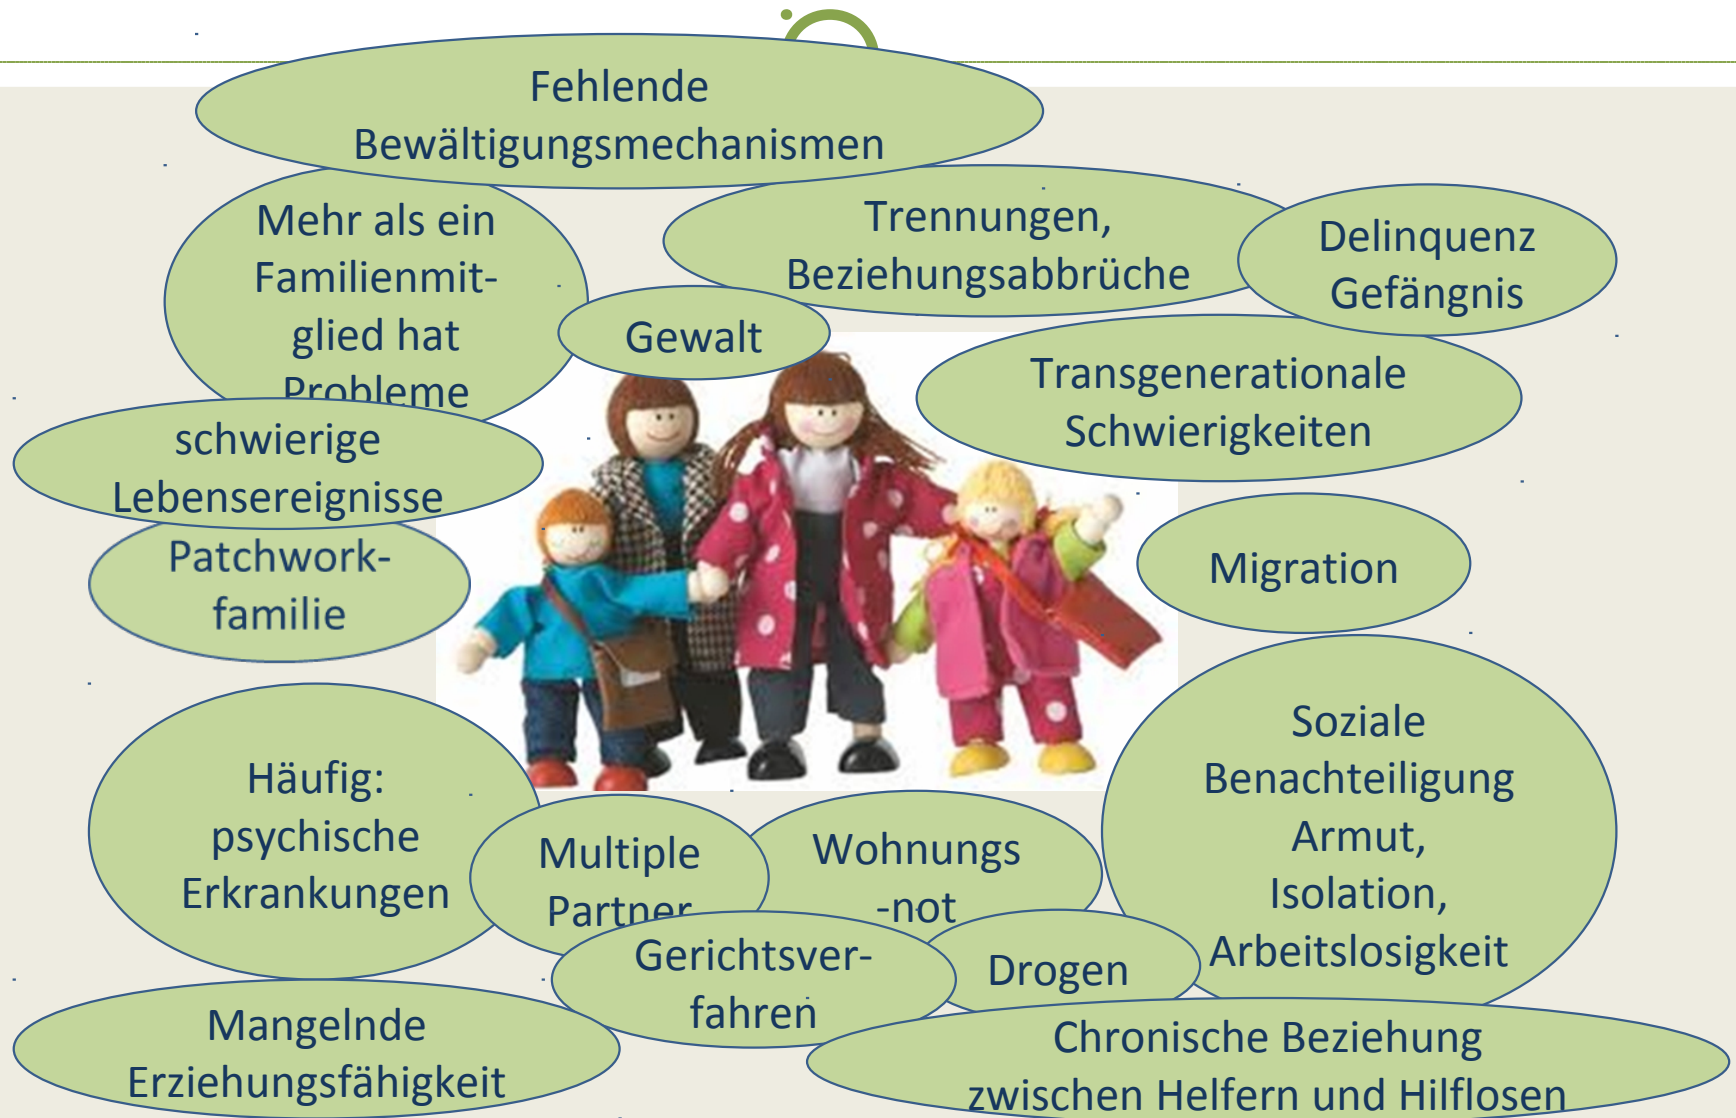 Fehlende
Bewältigungsmechanismen
Mehr als ein
Familienmit-
glied hat
Probleme
Trennungen,
Beziehungsabbrüche
Delinquenz
Gefängnis
Gewalt
Transgenerationale
Schwierigkeiten
schwierige
Lebensereignisse
Patchwork-
familie
Migration
Häufig:
psychische
Erkrankungen
Multiple
Partner
Wohnungs
-not
Soziale
Benachteiligung
Armut,
Isolation,
Arbeitslosigkeit
Gerichtsver-
fahren
Drogen
Mangelnde
Erziehungsfähigkeit
Chronische Beziehung
zwischen Helfern und Hilflosen